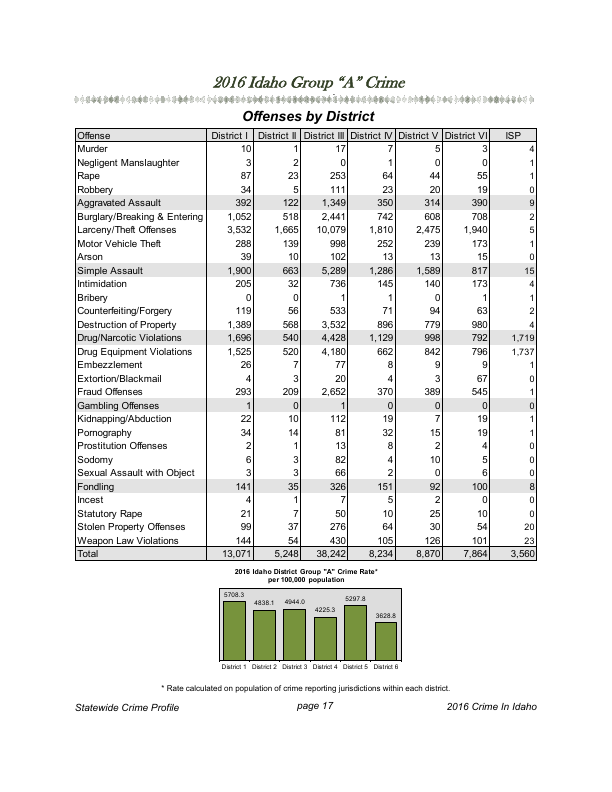 2016 Idaho Group “A” Crime
Offenses by District
Offense District I District II District III District IV District V District VI ISP
Murder 10 1 17 7 5 3 4
Negligent Manslaughter 3 2 0 1 0 0 1
Rape 87 23 253 64 44 55 1
Robbery 34 5 111 23 20 19 0
Aggravated Assault 392 122 1,349 350 314 390 9
Burglary/Breaking & Entering 1,052 518 2,441 742 608 708 2
Larceny/Theft Offenses 3,532 1,665 10,079 1,810 2,475 1,940 5
Motor Vehicle Theft 288 139 998 252 239 173 1
Arson 39 10 102 13 13 15 0
Simple Assault 1,900 663 5,289 1,286 1,589 817 15
Intimidation 205 32 736 145 140 173 4
Bribery 0 0 1 1 0 1 1
Counterfeiting/Forgery 119 56 533 71 94 63 2
Destruction of Property 1,389 568 3,532 896 779 980 4
Drug/Narcotic Violations 1,696 540 4,428 1,129 998 792 1,719
Drug Equipment Violations 1,525 520 4,180 662 842 796 1,737
Embezzlement 26 7 77 8 9 9 1
Extortion/Blackmail 4 3 20 4 3 67 0
Fraud Offenses 293 209 2,652 370 389 545 1
Gambling Offenses 1 0 1 0 0 0 0
Kidnapping/Abduction 22 10 112 19 7 19 1
Pornography 34 14 81 32 15 19 1
Prostitution Offenses 2 1 13 8 2 4 0
Sodomy 6 3 82 4 10 5 0
Sexual Assault with Object 3 3 66 2 0 6 0
Fondling 141 35 326 151 92 100 8
Incest 4 1 7 5 2 0 0
Statutory Rape 21 7 50 10 25 10 0
Stolen Property Offenses 99 37 276 64 30 54 20
Weapon Law Violations 144 54 430 105 126 101 23
Total 13,071 5,248 38,242 8,234 8,870 7,864 3,560
2016 Idaho District Group "A" Crime Rate*
per 100,000 population
5708.3 4838.1 4944.0 4225.3 5297.8 3628.8
District 1 District 2 District 3 District 4 District 5 District 6
* Rate calculated on population of crime reporting jurisdictions within each district.
Statewide Crime Profile page 17 2016 Crime In Idaho